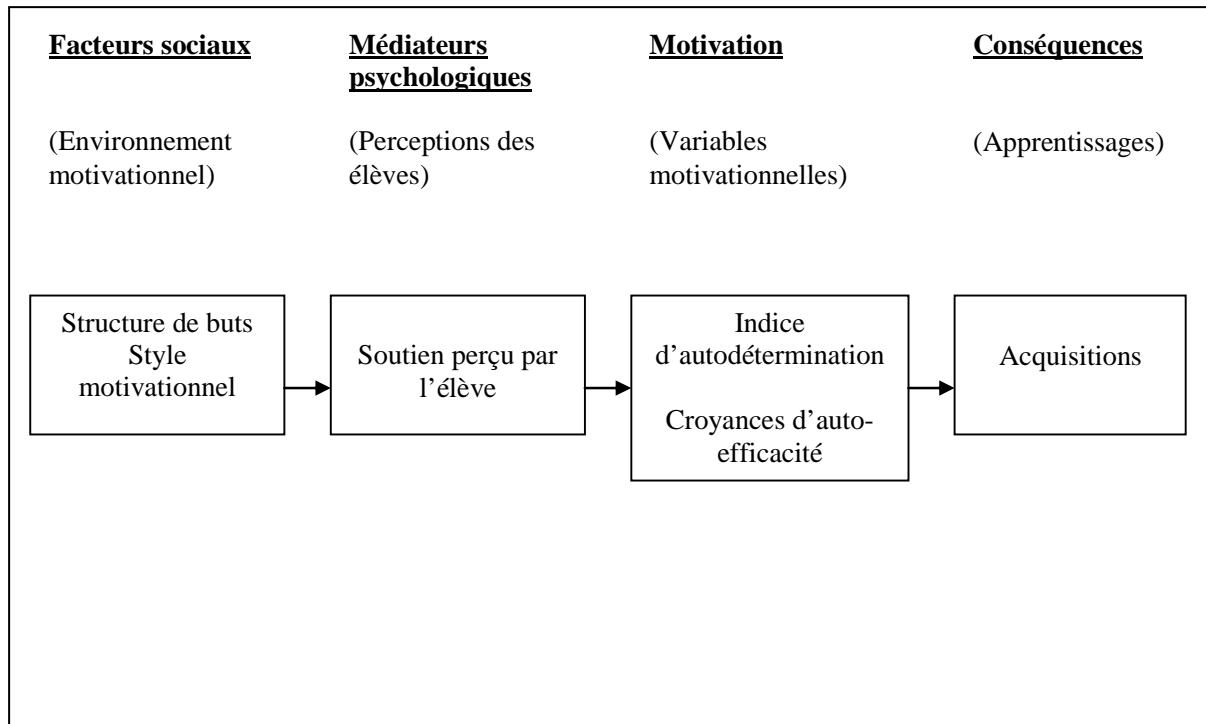 Facteurs sociaux
Médiateurs
psychologiques
Motivation
Conséquences
(Environnement
motivationnel)
(Perceptions des
élèves)
(Variables
motivationnelles)
(Apprentissages)
Structure de buts
Style
motivationnel
Soutien perçu par
l’élève
Indice
d’autodétermination
Croyances d’auto-
efficacité
Acquisitions